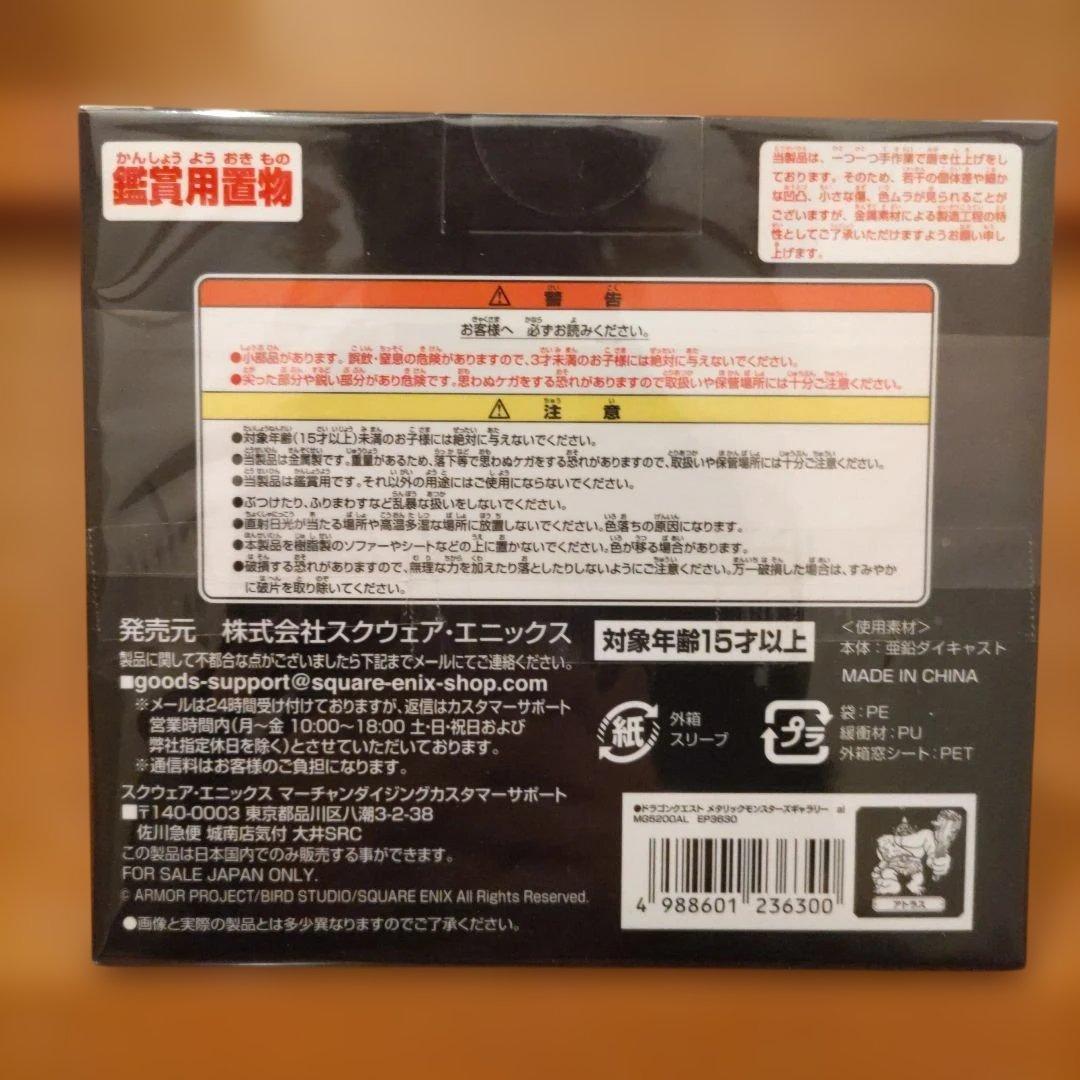 かんしょう よう おき もの
鑑賞用置物
当製品は、一つ一つ手作業で磨き仕上げをし
ております。そのため、若干の個体差や細か
な凹凸、小さな傷、色ムラが見られることが
ございますが、金属素材による製造工程の特
性としてご了承いただけますようお願い申し
上げます。
⚠ 警告
お客様へ 必ずお読みください。
●小部品があります。誤飲・窒息の危険がありますので、3才未満のお子様には絶対に与えないでください。
●尖った部分や鋭い部分があり危険です。思わぬケガをする恐れがありますので取扱いや保管場所には十分ご注意ください。
⚠ 注意
●対象年齢(15才以上)未満のお子様には絶対に与えないでください。
●当製品は金属製です。重量があるため、落下等で思わぬケガをする恐れがありますので、取扱いや保管場所には十分ご注意ください。
●当製品は鑑賞用です。それ以外の用途にはご使用にならないでください。
●ぶつけたり、ふりまわすなど乱暴な扱いをしないでください。
●直射日光が当たる場所や高温多湿な場所に放置しないでください。色落ちの原因になります。
●本製品を樹脂製のソファーやシートなどの上に置かないでください。色が移る場合があります。
●破損する恐れがありますので、無理な力を加えたり落としたりしないようにご注意ください。万一破損した場合は、すみやか
に破片を取り除いてください。
発売元 株式会社スクウェア・エニックス
製品に関して不都合な点がございましたら下記までメールにてご連絡ください。
■goods-support@square-enix-shop.com
※メールは24時間受け付けておりますが、返信はカスタマーサポート
営業時間内(月〜金 10:00〜18:00 土・日・祝日および
弊社指定休日を除く)とさせていただいております。
※通信料はお客様のご負担になります。
スクウェア・エニックス マーチャンダイジングカスタマーサポート
■〒140-0003 東京都品川区八潮3-2-38
佐川急便 城南店気付 大井SRC
この製品は日本国内でのみ販売する事ができます。
FOR SALE JAPAN ONLY.
© ARMOR PROJECT/BIRD STUDIO/SQUARE ENIX All Rights Reserved.
●画像と実際の製品とは多少異なりますのでご了承ください。
対象年齢15才以上
<使用素材>
本体:亜鉛ダイキャスト
MADE IN CHINA
紙
外箱
スリーブ
プラ
袋:PE
緩衝材:PU
外箱窓シート:PET
●ドラゴンクエスト メタリックモンスターズギャラリー al
MG5200AL EP3630
4 988601 236300
アトラス